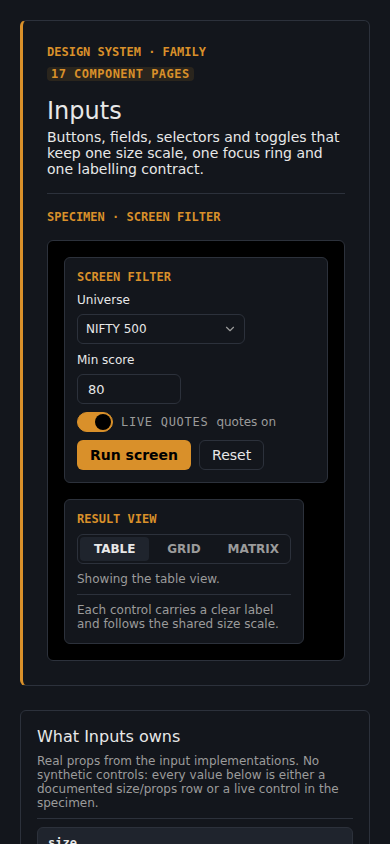 DESIGN SYSTEM · FAMILY
17 COMPONENT PAGES
Inputs
Buttons, fields, selectors and toggles that
keep one size scale, one focus ring and
one labelling contract.
SPECIMEN · SCREEN FILTER
SCREEN FILTER
Universe
NIFTY 500
Min score
80
LIVE QUOTES quotes on
Run screen Reset
RESULT VIEW
TABLE GRID MATRIX
Showing the table view.
Each control carries a clear label
and follows the shared size scale.
What Inputs owns
Real props from the input implementations. No
synthetic controls: every value below is either a
documented size/props row or a live control in the
specimen.
size